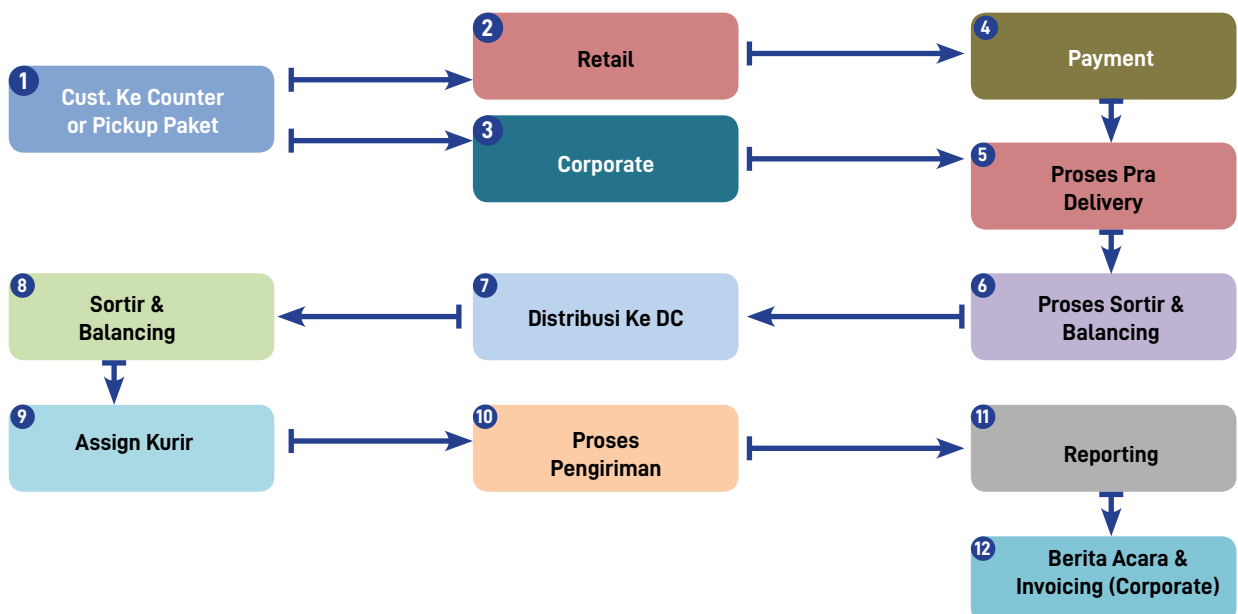 1
Cust. Ke Counter
or Pickup Paket
2
Retail
3
Corporate
4
Payment
5
Proses Pra
Delivery
6
Proses Sortir &
Balancing
7
Distribusi Ke DC
8
Sortir &
Balancing
9
Assign Kurir
10
Proses
Pengiriman
11
Reporting
12
Berita Acara &
Invoicing (Corporate)